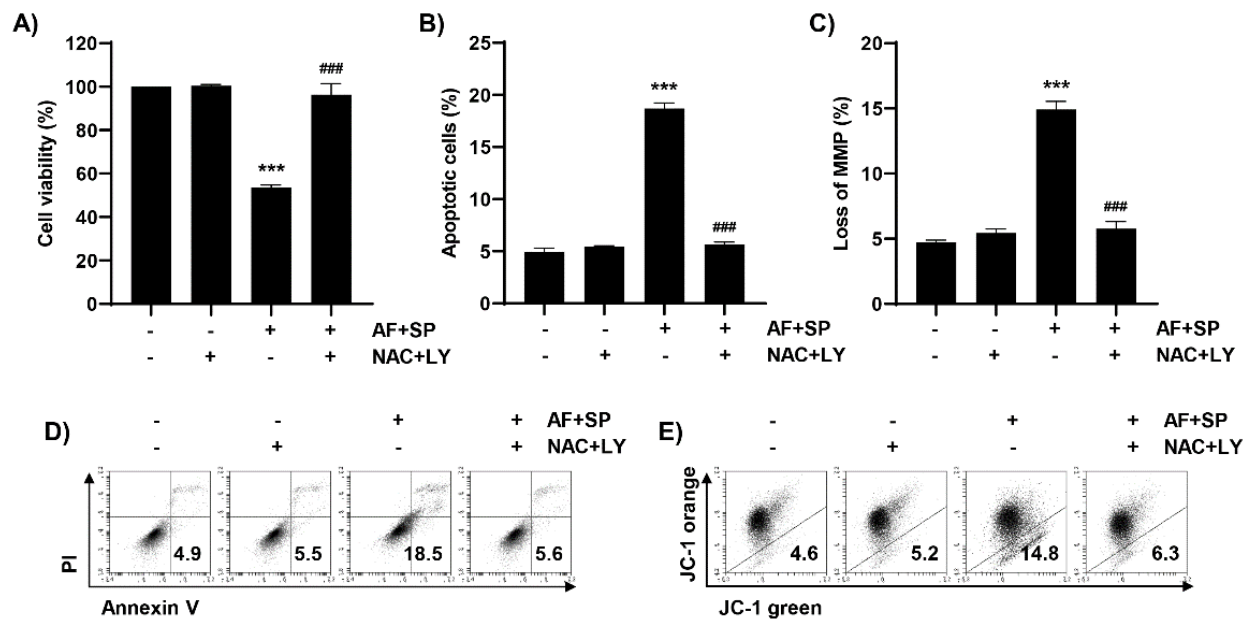 A)
Cell viability (%)
120
100
80
60
40
20
0
***
###
- - + + AF+SP
- + - + NAC+LY
B)
Apoptotic cells (%)
25
20
15
10
5
0
***
###
- - + + AF+SP
- + - + NAC+LY
C)
Loss of MMP (%)
20
15
10
5
0
***
###
- - + + AF+SP
- + - + NAC+LY
D)
- - + + AF+SP
- + - + NAC+LY
PI
4.9 5.5 18.5 5.6
Annexin V
E)
- - + + AF+SP
- + - + NAC+LY
JC-1 orange
4.6 5.2 14.8 6.3
JC-1 green